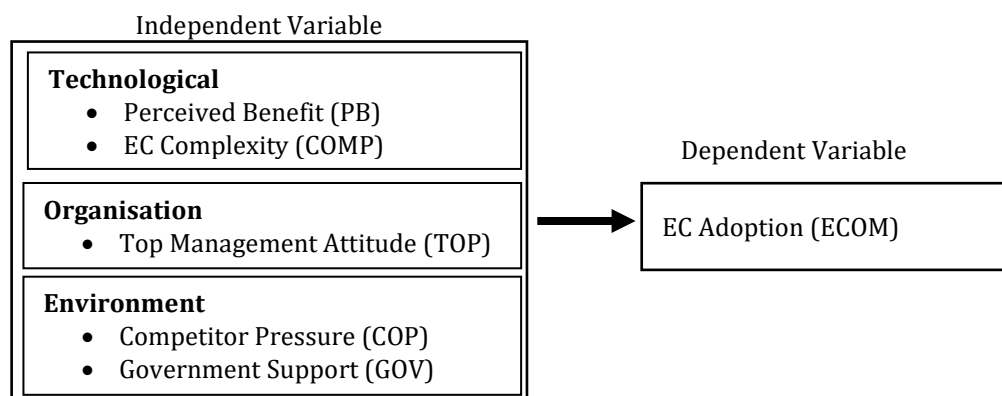 Independent Variable
Technological
• Perceived Benefit (PB)
• EC Complexity (COMP)
Organisation
• Top Management Attitude (TOP)
Environment
• Competitor Pressure (COP)
• Government Support (GOV)
Dependent Variable
EC Adoption (ECOM)